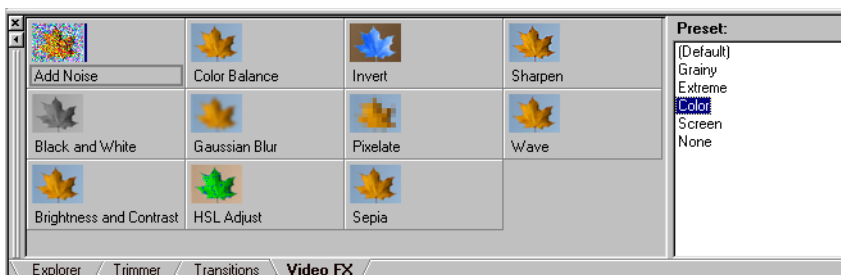 Preset:
Add Noise
Color Balance
Invert
Sharpen
Black and White
Gaussian Blur
Pixelate
Wave
Brightness and Contrast
HSL Adjust
Sepia
(Default)
Grainy
Extreme
Color
Screen
None
Explorer
Trimmer
Transitions
Video FX